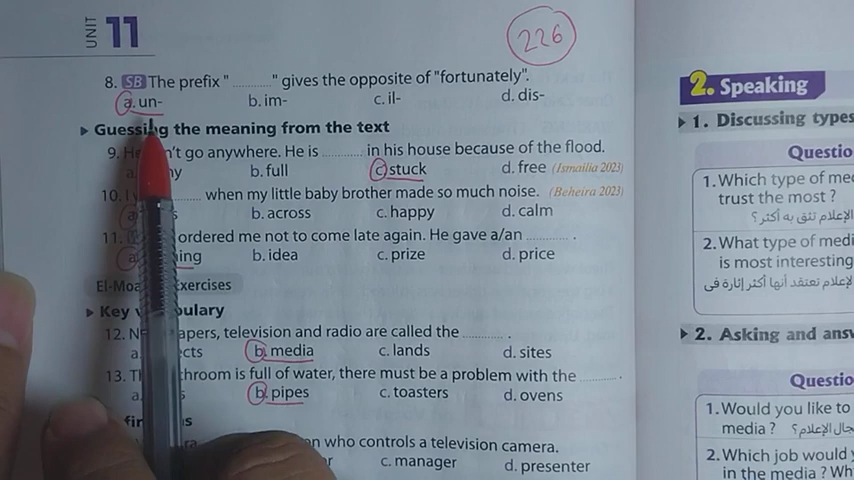 UNIT 11
226
8. SB The prefix " .......... " gives the opposite of "fortunately".
a. un- b. im- c. il- d. dis-
Guessing the meaning from the text
9. He n't go anywhere. He is .......... in his house because of the flood.
a. b. full c. stuck d. free (Ismailia 2023)
10. I .......... when my little baby brother made so much noise. (Beheira 2023)
a. b. across c. happy d. calm
11. ordered me not to come late again. He gave a/an .......... .
a. b. idea c. prize d. price
El-Moa Exercises
Key
12. television and radio are called the .......... .
a. b. media c. lands d. sites
13. is full of water, there must be a problem with the .......... .
a. b. pipes c. toasters d. ovens
who controls a television camera.
c. manager d. presenter
2. Speaking
1. Discussing types
Questio
1. Which type of me
trust the most ?
الإعلام تثق به أكثر؟
2. What type of medi
is most interesting
الإعلام تعتقد أنها أكثر إثارة فى
2. Asking and ans
Questio
1. Would you like to
media ? جال الإعلام؟
2. Which job would y
in the media ? Wh